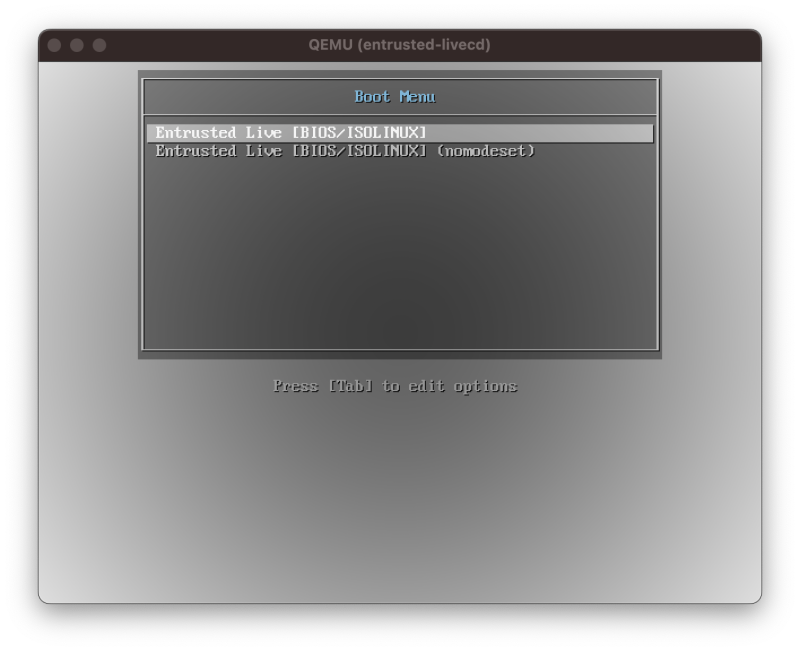 QEMU (entrusted-livecd)
Boot Menu
Entrusted Live [BIOS/ISOLINUX]
Entrusted Live [BIOS/ISOLINUX] (nomodeset)
Press [Tab] to edit options